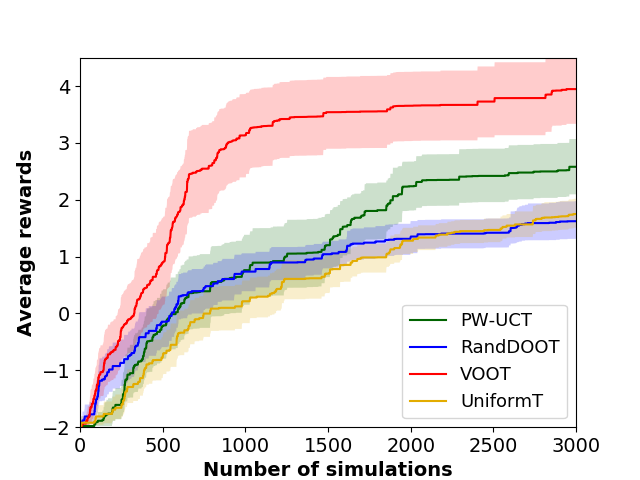 Average rewards
4
3
2
1
0
−1
−2
PW-UCT
RandDOOT
VOOT
UniformT
0 500 1000 1500 2000 2500 3000
Number of simulations